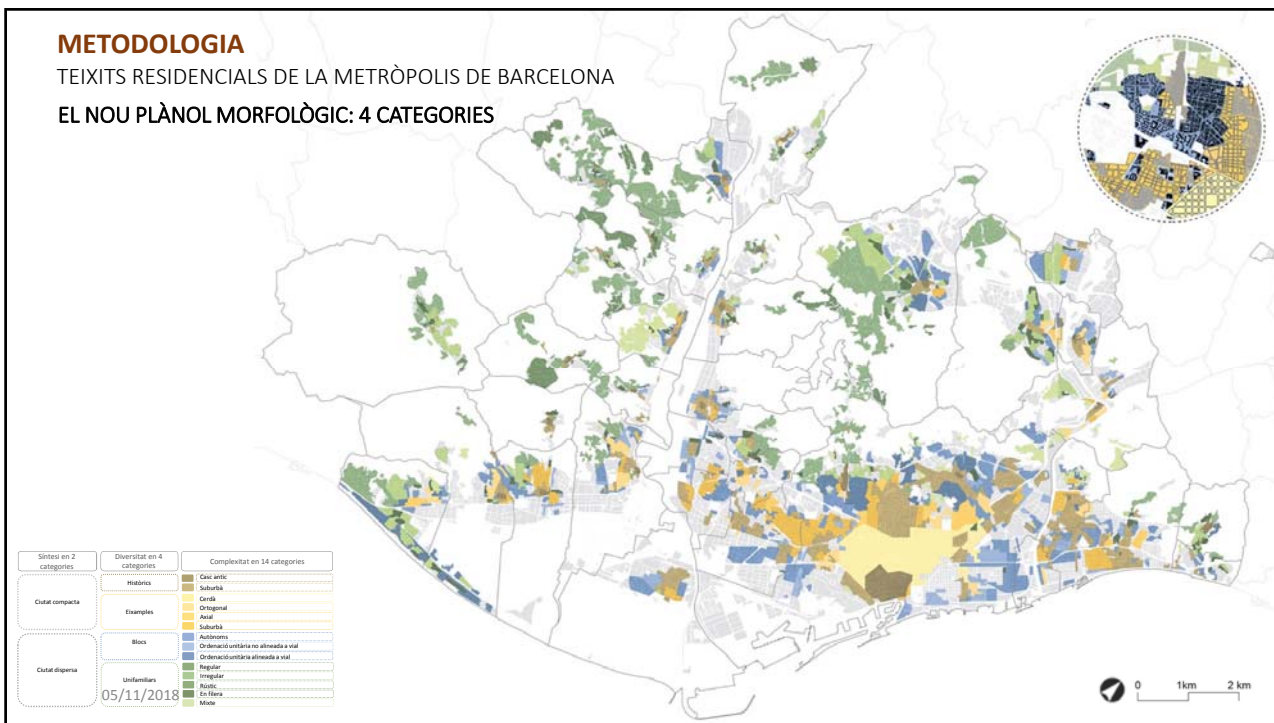 METODOLOGIA
TEIXITS RESIDENCIALS DE LA METRÒPOLIS DE BARCELONA
EL NOU PLÀNOL MORFOLÒGIC: 4 CATEGORIES
Síntesi en 2
categories
Diversitat en 4
categories
Complexitat en 14 categories
Ciutat compacta
Històrics
Casc antic
Suburbà
Eixamples
Cerdà
Ortogonal
Axial
Suburbà
Ciutat dispersa
Blocs
Autònoms
Ordenació unitària no alineada a vial
Ordenació unitària alineada a vial
Unifamiliars
Regular
Irregular
Rústic
En filera
Mixte
05/11/2018
0 1km 2 km